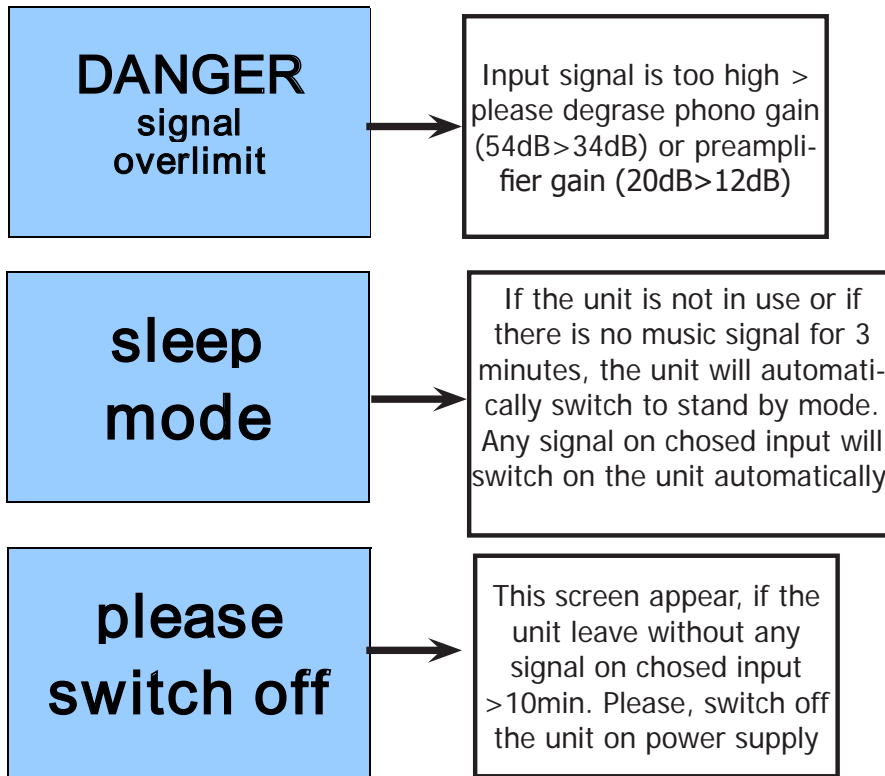 DANGER
signal
overlimit
Input signal is too high >
please degrase phono gain
(54dB>34dB) or preampli-
fier gain (20dB>12dB)
sleep
mode
If the unit is not in use or if
there is no music signal for 3
minutes, the unit will automati-
cally switch to stand by mode.
Any signal on chosed input will
switch on the unit automatically
please
switch off
This screen appear, if the
unit leave without any
signal on chosed input
>10min. Please, switch off
the unit on power supply